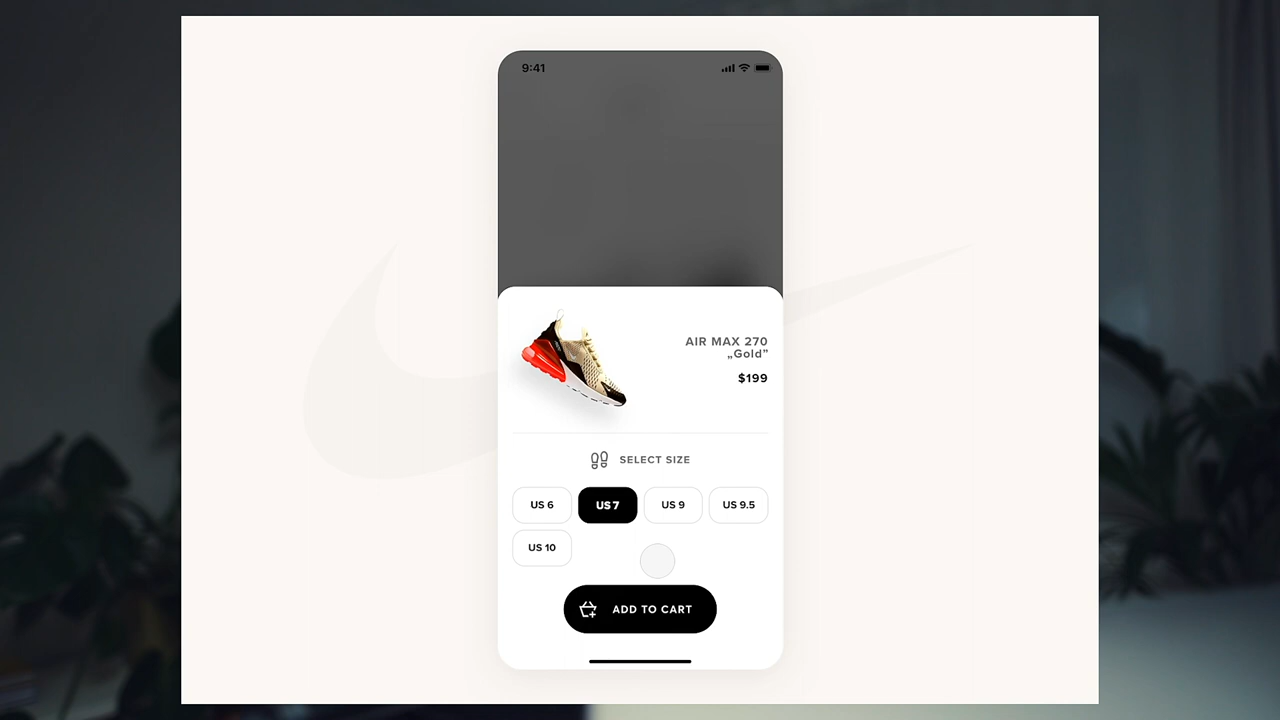 9:41
AIR MAX 270
„Gold”
$199
SELECT SIZE
US 6
US 7
US 9
US 9.5
US 10
ADD TO CART